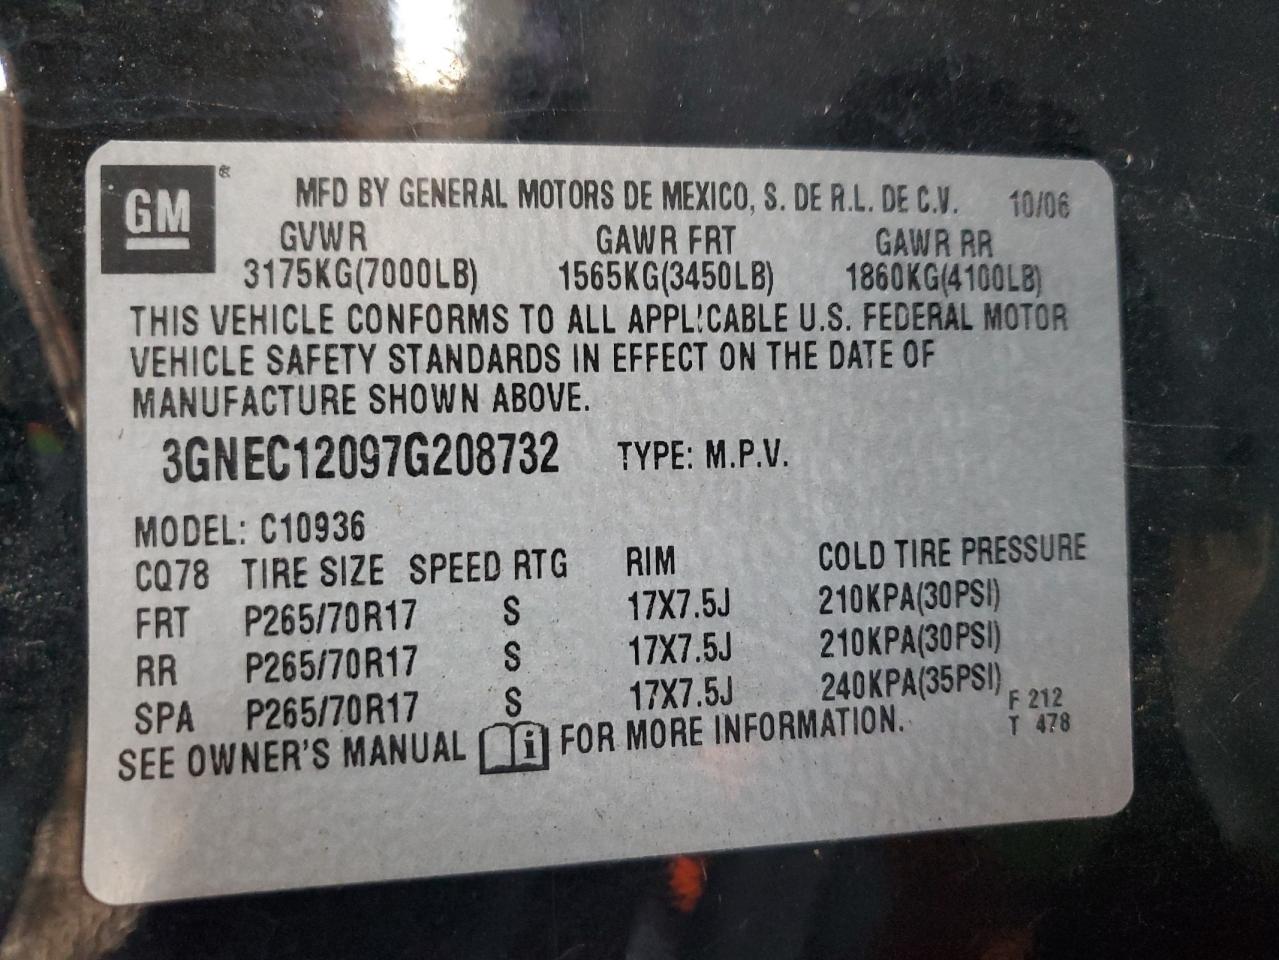 GM® MFD BY GENERAL MOTORS DE MEXICO, S. DE R.L. DE C.V. 10/06
GVWR GAWR FRT GAWR RR
3175KG(7000LB) 1565KG(3450LB) 1860KG(4100LB)
THIS VEHICLE CONFORMS TO ALL APPLICABLE U.S. FEDERAL MOTOR
VEHICLE SAFETY STANDARDS IN EFFECT ON THE DATE OF
MANUFACTURE SHOWN ABOVE.
3GNEC12097G208732 TYPE: M.P.V.
MODEL: C10936
CQ78 TIRE SIZE SPEED RTG RIM COLD TIRE PRESSURE
FRT P265/70R17 S 17X7.5J 210KPA(30PSI)
RR P265/70R17 S 17X7.5J 210KPA(30PSI)
SPA P265/70R17 S 17X7.5J 240KPA(35PSI)
SEE OWNER'S MANUAL i FOR MORE INFORMATION.
F 212
T 478